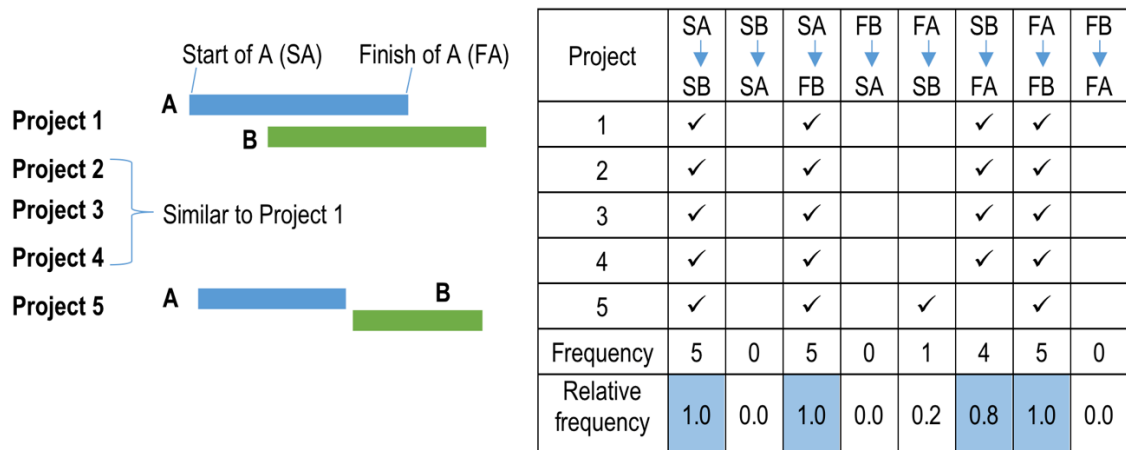 Start of A (SA) Finish of A (FA)
A
Project 1
B
Project 2
Project 3 Similar to Project 1
Project 4
Project 5 A B
Project SA SB SA FB FA SB FA FB
SB SA FB SA SB FA FB FA
1 ✓ ✓ ✓ ✓
2 ✓ ✓ ✓ ✓
3 ✓ ✓ ✓ ✓
4 ✓ ✓ ✓ ✓
5 ✓ ✓ ✓ ✓
Frequency 5 0 5 0 1 4 5 0
Relative
frequency 1.0 0.0 1.0 0.0 0.2 0.8 1.0 0.0